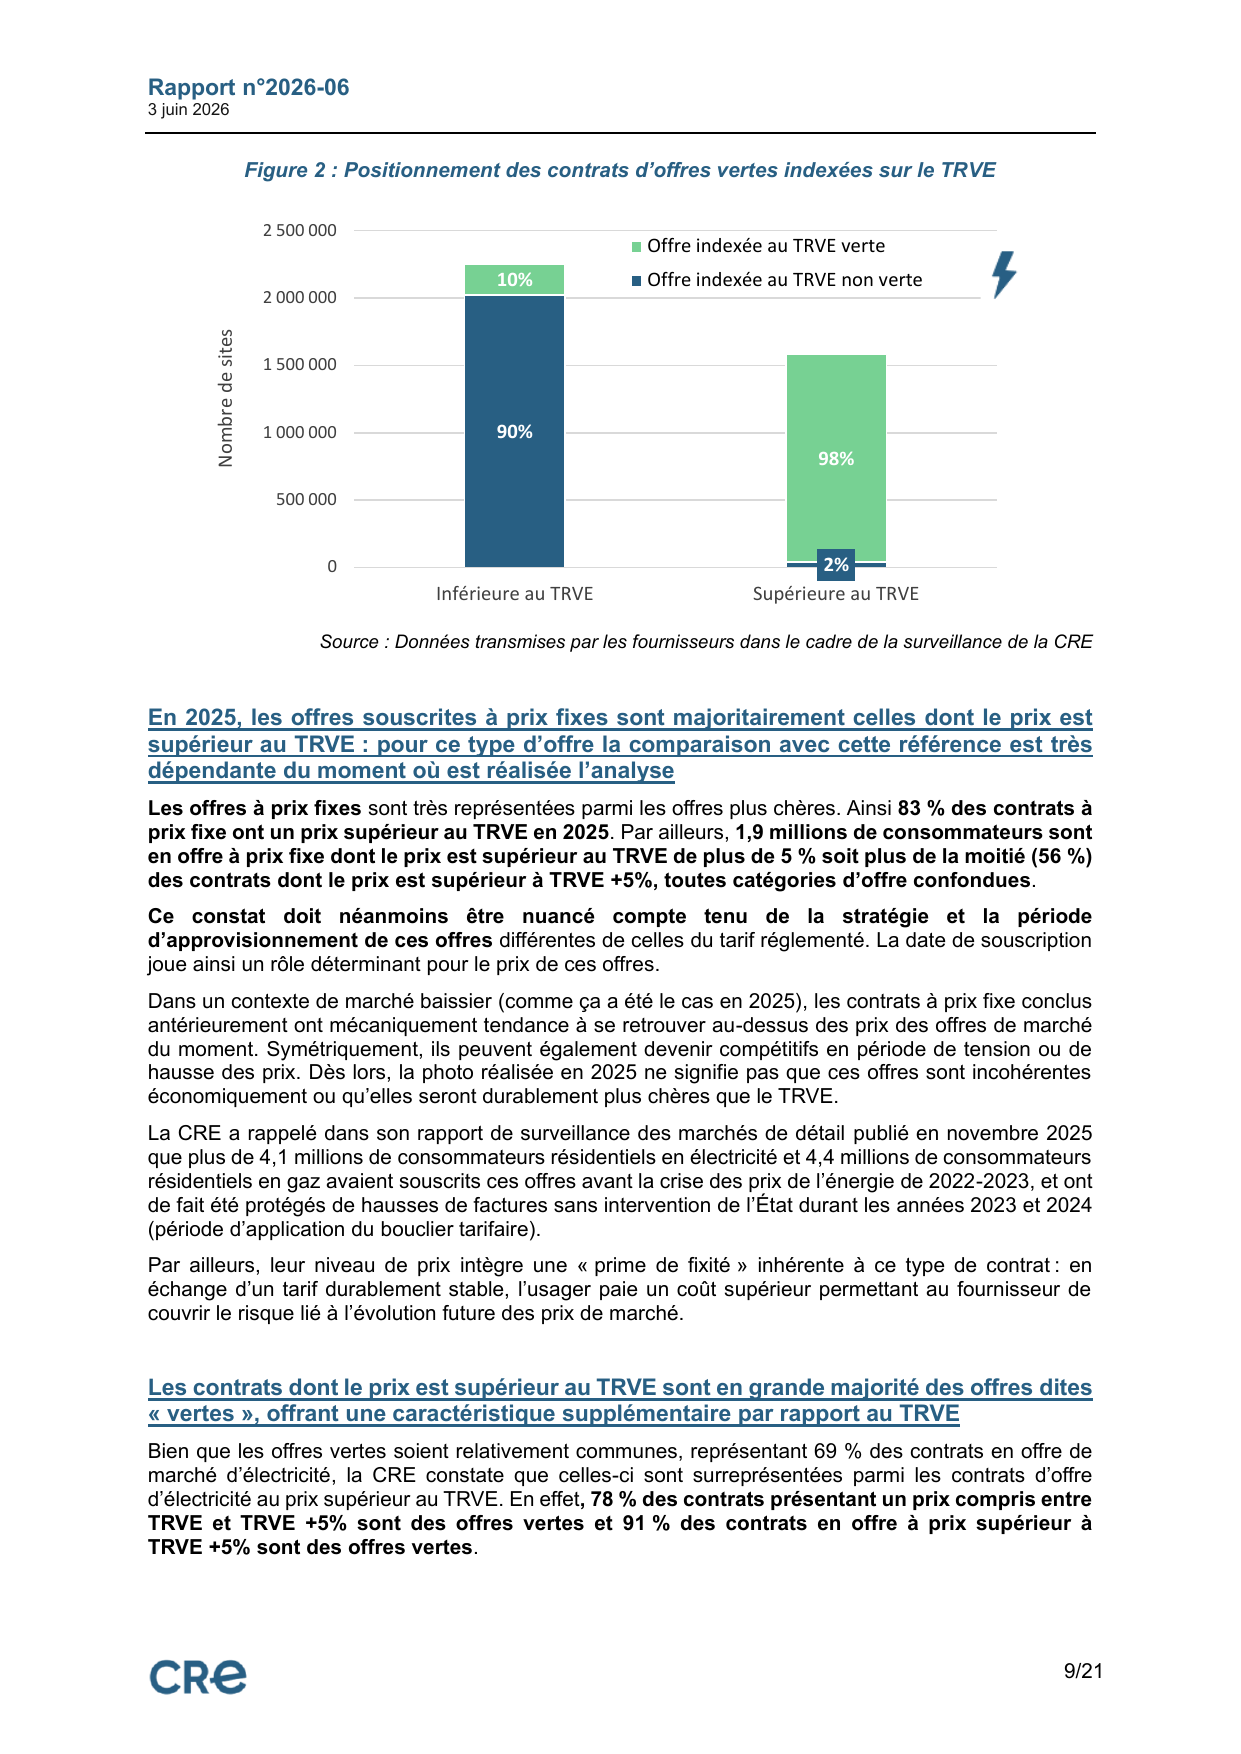 Rapport n°2026-06
3 juin 2026
Figure 2 : Positionnement des contrats d’offres vertes indexées sur le TRVE
2 500 000
2 000 000
1 500 000
1 000 000
500 000
0
Nombre de sites
Offre indexée au TRVE verte
Offre indexée au TRVE non verte
10%
90%
98%
2%
Inférieure au TRVE
Supérieure au TRVE
Source : Données transmises par les fournisseurs dans le cadre de la surveillance de la CRE
En 2025, les offres souscrites à prix fixes sont majoritairement celles dont le prix est
supérieur au TRVE : pour ce type d’offre la comparaison avec cette référence est très
dépendante du moment où est réalisée l’analyse
Les offres à prix fixes sont très représentées parmi les offres plus chères. Ainsi 83 % des contrats à
prix fixe ont un prix supérieur au TRVE en 2025. Par ailleurs, 1,9 millions de consommateurs sont
en offre à prix fixe dont le prix est supérieur au TRVE de plus de 5 % soit plus de la moitié (56 %)
des contrats dont le prix est supérieur à TRVE +5%, toutes catégories d’offre confondues.
Ce constat doit néanmoins être nuancé compte tenu de la stratégie et la période
d’approvisionnement de ces offres différentes de celles du tarif réglementé. La date de souscription
joue ainsi un rôle déterminant pour le prix de ces offres.
Dans un contexte de marché baissier (comme ça a été le cas en 2025), les contrats à prix fixe conclus
antérieurement ont mécaniquement tendance à se retrouver au-dessus des prix des offres de marché
du moment. Symétriquement, ils peuvent également devenir compétitifs en période de tension ou de
hausse des prix. Dès lors, la photo réalisée en 2025 ne signifie pas que ces offres sont incohérentes
économiquement ou qu’elles seront durablement plus chères que le TRVE.
La CRE a rappelé dans son rapport de surveillance des marchés de détail publié en novembre 2025
que plus de 4,1 millions de consommateurs résidentiels en électricité et 4,4 millions de consommateurs
résidentiels en gaz avaient souscrits ces offres avant la crise des prix de l’énergie de 2022-2023, et ont
de fait été protégés de hausses de factures sans intervention de l’État durant les années 2023 et 2024
(période d’application du bouclier tarifaire).
Par ailleurs, leur niveau de prix intègre une « prime de fixité » inhérente à ce type de contrat : en
échange d’un tarif durablement stable, l’usager paie un coût supérieur permettant au fournisseur de
couvrir le risque lié à l’évolution future des prix de marché.
Les contrats dont le prix est supérieur au TRVE sont en grande majorité des offres dites
« vertes », offrant une caractéristique supplémentaire par rapport au TRVE
Bien que les offres vertes soient relativement communes, représentant 69 % des contrats en offre de
marché d’électricité, la CRE constate que celles-ci sont surreprésentées parmi les contrats d’offre
d’électricité au prix supérieur au TRVE. En effet, 78 % des contrats présentant un prix compris entre
TRVE et TRVE +5% sont des offres vertes et 91 % des contrats en offre à prix supérieur à
TRVE +5% sont des offres vertes.
CRe
9/21